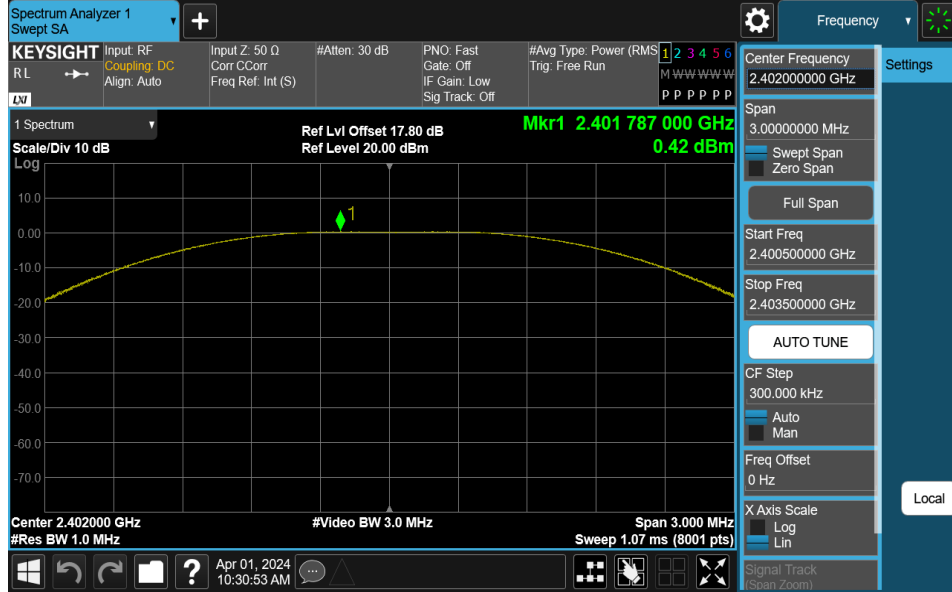 Spectrum Analyzer 1
Swept SA
Frequency
KEYSIGHT
RL
LXI
Input: RF
Coupling: DC
Align: Auto
Input Z: 50 Ω
Corr CCorr
Freq Ref: Int (S)
#Atten: 30 dB
PNO: Fast
Gate: Off
IF Gain: Low
Sig Track: Off
#Avg Type: Power (RMS
Trig: Free Run
1 2 3 4 5 6
M W W W W W
P P P P P P
1 Spectrum
Scale/Div 10 dB
Ref Lvl Offset 17.80 dB
Ref Level 20.00 dBm
Mkr1 2.401 787 000 GHz
0.42 dBm
Log
10.0
0.00
-10.0
-20.0
-30.0
-40.0
-50.0
-60.0
-70.0
1
Center 2.402000 GHz
#Res BW 1.0 MHz
#Video BW 3.0 MHz
Span 3.000 MHz
Sweep 1.07 ms (8001 pts)
Apr 01, 2024
10:30:53 AM
Center Frequency
2.402000000 GHz
Span
3.00000000 MHz
Swept Span
Zero Span
Full Span
Start Freq
2.400500000 GHz
Stop Freq
2.403500000 GHz
AUTO TUNE
CF Step
300.000 kHz
Auto
Man
Freq Offset
0 Hz
X Axis Scale
Log
Lin
Signal Track
(Span Zoom)
Settings
Local